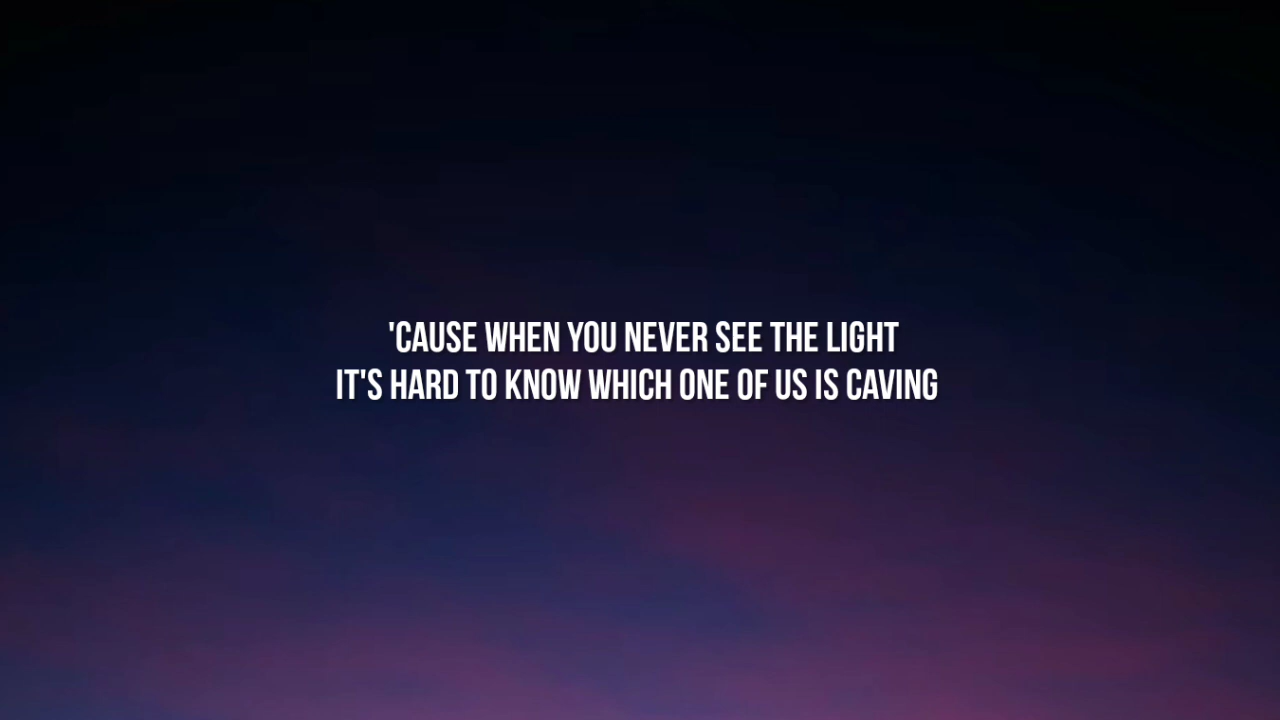 'CAUSE WHEN YOU NEVER SEE THE LIGHT
IT'S HARD TO KNOW WHICH ONE OF US IS CAVING